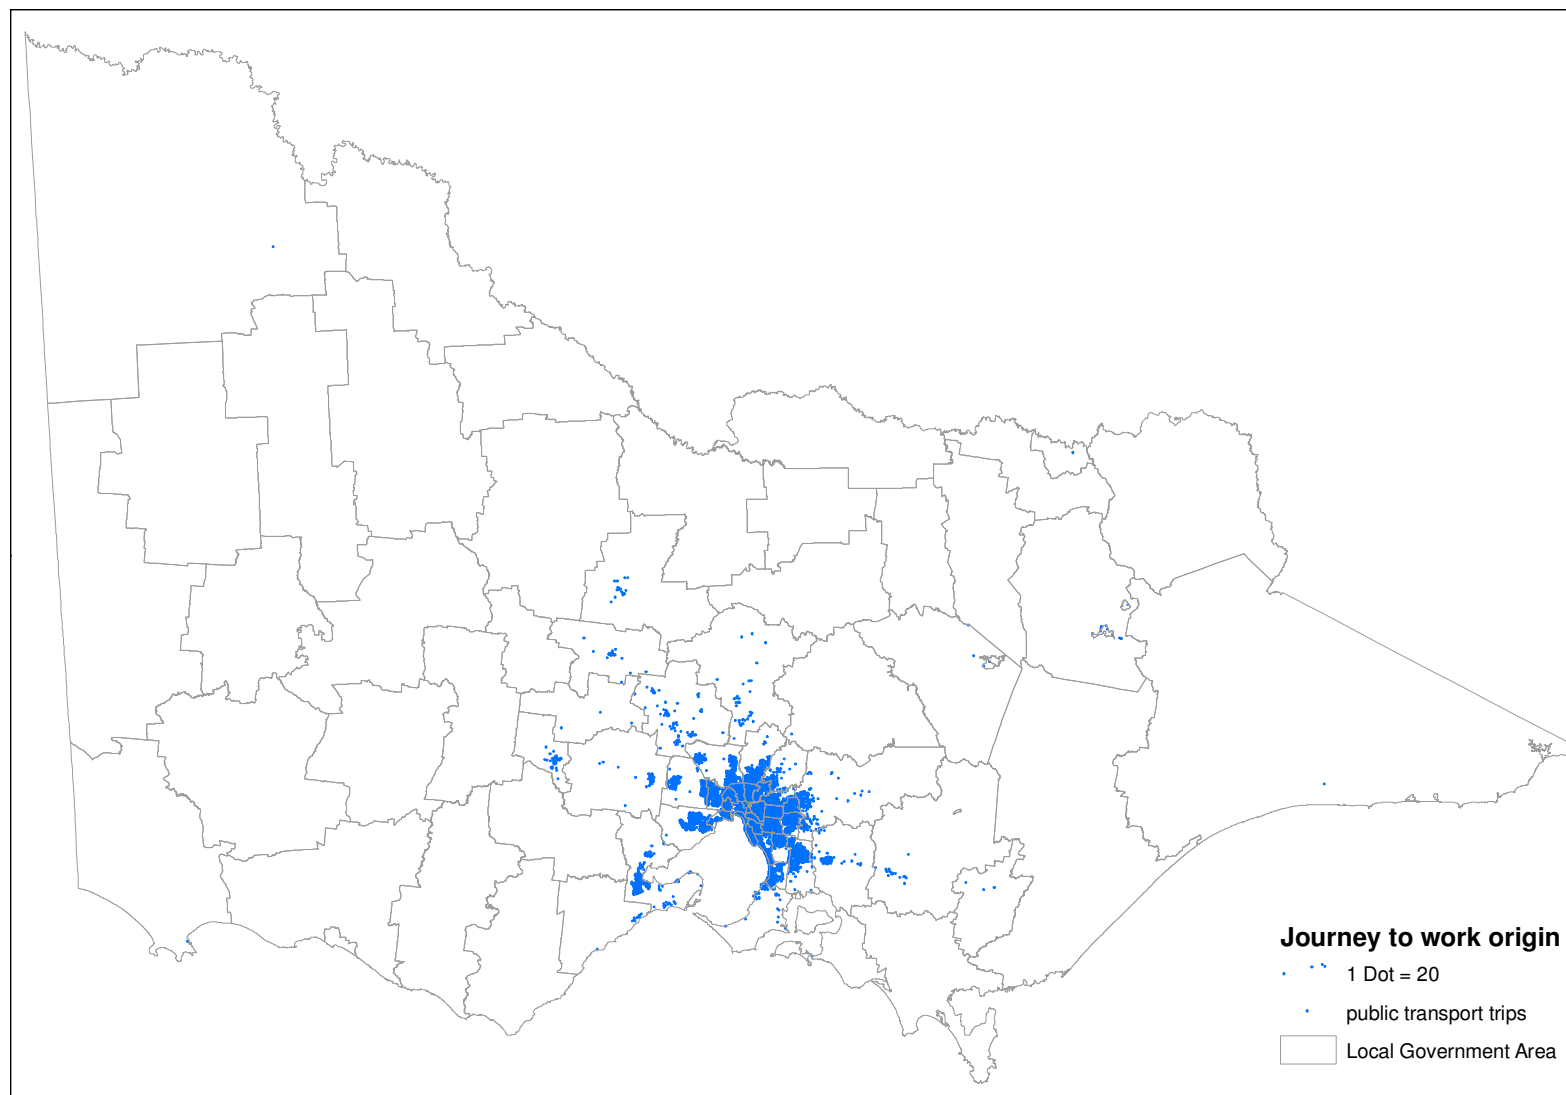 Journey to work origin
1 Dot = 20
public transport trips
Local Government Area